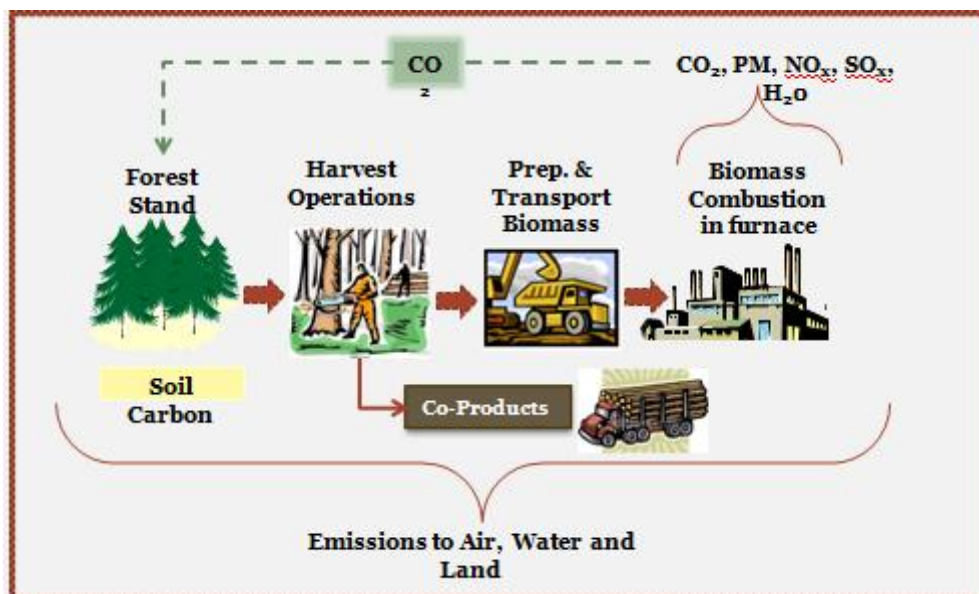 CO
2
CO₂, PM, NOₓ, SOₓ,
H₂0
Forest
Stand
Harvest
Operations
Prep. &
Transport
Biomass
Biomass
Combustion
in furnace
Soil
Carbon
Co-Products
Emissions to Air, Water and
Land